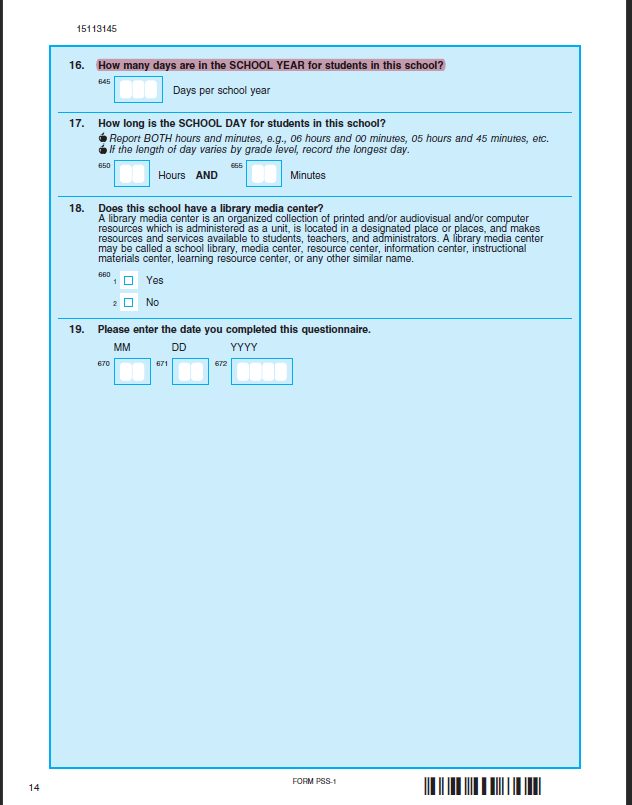 15113145
16. How many days are in the SCHOOL YEAR for students in this school?
645 Days per school year
17. How long is the SCHOOL DAY for students in this school?
Report BOTH hours and minutes, e.g., 06 hours and 00 minutes, 05 hours and 45 minutes, etc.
If the length of day varies by grade level, record the longest day.
650 Hours AND 655 Minutes
18. Does this school have a library media center?
A library media center is an organized collection of printed and/or audiovisual and/or computer
resources which is administered as a unit, is located in a designated place or places, and makes
resources and services available to students, teachers, and administrators. A library media center
may be called a school library, media center, resource center, information center, instructional
materials center, learning resource center, or any other similar name.
660 1 Yes
2 No
19. Please enter the date you completed this questionnaire.
MM DD YYYY
670 671 672
14 FORM PSS-1